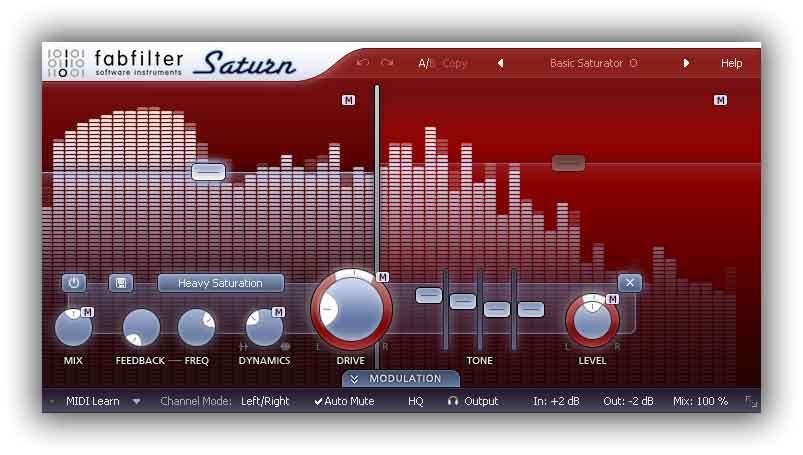 fabfilter Saturn
software instruments
A/B Copy Basic Saturator O Help
M M
Heavy Saturation
M M M M
MIX FEEDBACK FREQ DYNAMICS L DRIVE R TONE L LEVEL R
MODULATION
MIDI Learn Channel Mode: Left/Right Auto Mute HQ Output In: +2 dB Out: -2 dB Mix: 100 %